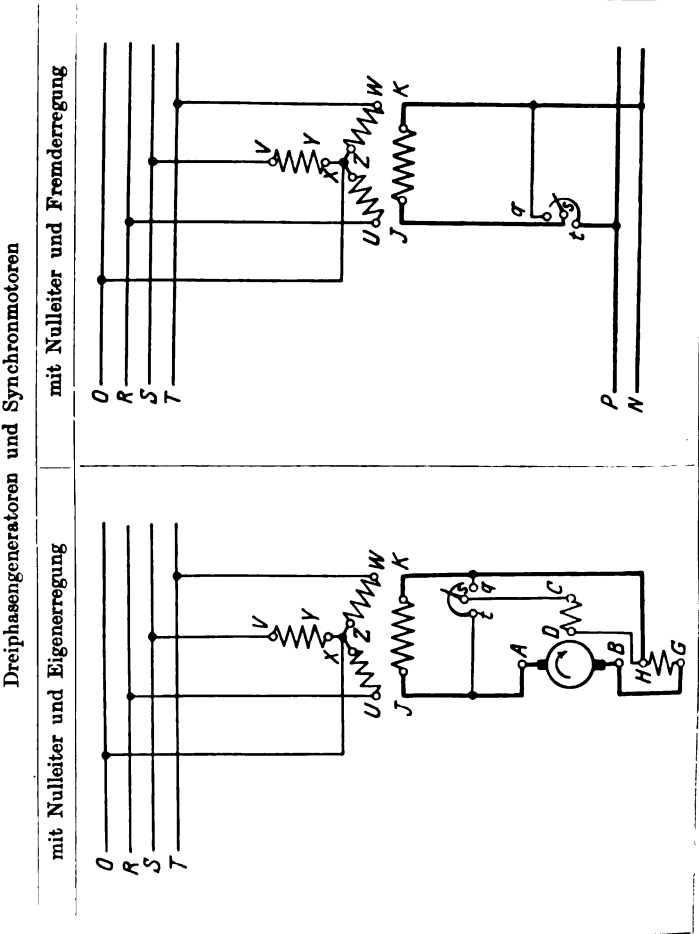 Dreiphasengeneratoren und Synchronmotoren
mit Nulleiter und Eigenerregung
mit Nulleiter und Fremderregung
O
R
S
T
V
Y
X
Z
U
W
J
K
s
q
t
C
D
A
B
H
G
O
R
S
T
V
Y
X
Z
U
W
J
K
q
s
t
P
N